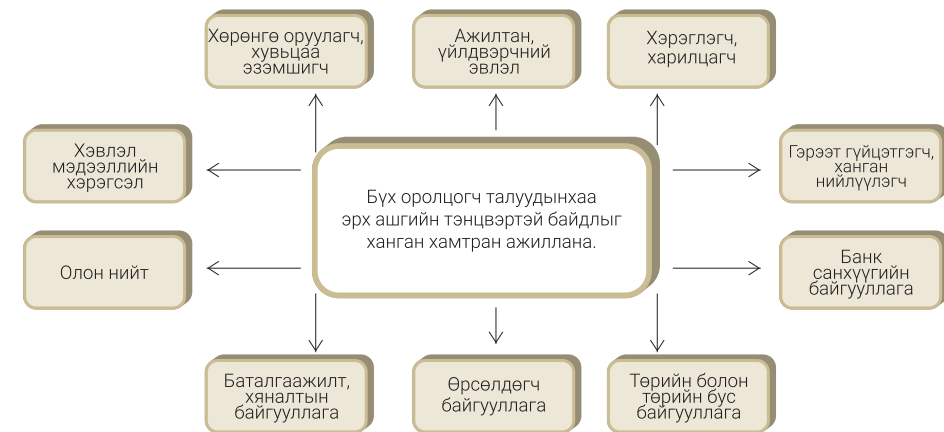 Хөрөнгө оруулагч,
хувьцаа
эзэмшигч
Ажилтан,
үйлдвэрчний
эвлэл
Хэрэглэгч,
харилцагч
Хэвлэл
мэдээллийн
хэрэгсэл
Бүх оролцогч талуудынхаа
эрх ашгийн тэнцвэртэй байдлыг
ханган хамтран ажиллана.
Гэрээт гүйцэтгэгч,
ханган
нийлүүлэгч
Олон нийт
Банк
санхүүгийн
байгууллага
Баталгаажилт,
хяналтын
байгууллага
Өрсөлдөгч
байгууллага
Төрийн болон
төрийн бус
байгууллага